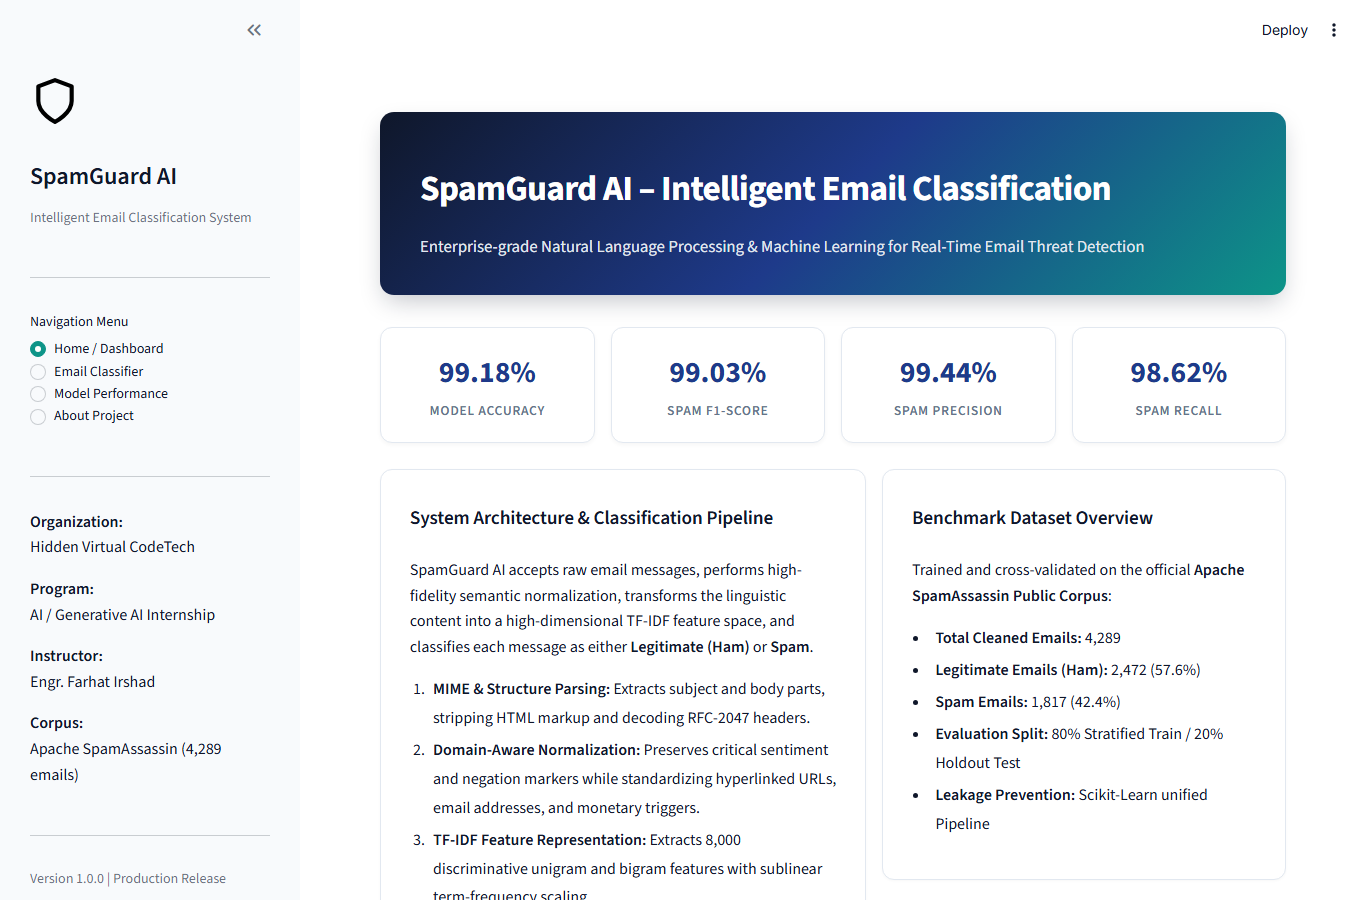 Deploy
SpamGuard AI
Intelligent Email Classification System
Navigation Menu
Home / Dashboard
Email Classifier
Model Performance
About Project
Organization:
Hidden Virtual CodeTech
Program:
AI / Generative AI Internship
Instructor:
Engr. Farhat Irshad
Corpus:
Apache SpamAssassin (4,289
emails)
Version 1.0.0 | Production Release
SpamGuard AI – Intelligent Email Classification
Enterprise-grade Natural Language Processing & Machine Learning for Real-Time Email Threat Detection
99.18%
MODEL ACCURACY
99.03%
SPAM F1-SCORE
99.44%
SPAM PRECISION
98.62%
SPAM RECALL
System Architecture & Classification Pipeline
SpamGuard AI accepts raw email messages, performs high-
fidelity semantic normalization, transforms the linguistic
content into a high-dimensional TF-IDF feature space, and
classifies each message as either Legitimate (Ham) or Spam.
1. MIME & Structure Parsing: Extracts subject and body parts,
stripping HTML markup and decoding RFC-2047 headers.
2. Domain-Aware Normalization: Preserves critical sentiment
and negation markers while standardizing hyperlinked URLs,
email addresses, and monetary triggers.
3. TF-IDF Feature Representation: Extracts 8,000
discriminative unigram and bigram features with sublinear
term-frequency scaling
Benchmark Dataset Overview
Trained and cross-validated on the official Apache
SpamAssassin Public Corpus:
• Total Cleaned Emails: 4,289
• Legitimate Emails (Ham): 2,472 (57.6%)
• Spam Emails: 1,817 (42.4%)
• Evaluation Split: 80% Stratified Train / 20%
Holdout Test
• Leakage Prevention: Scikit-Learn unified
Pipeline